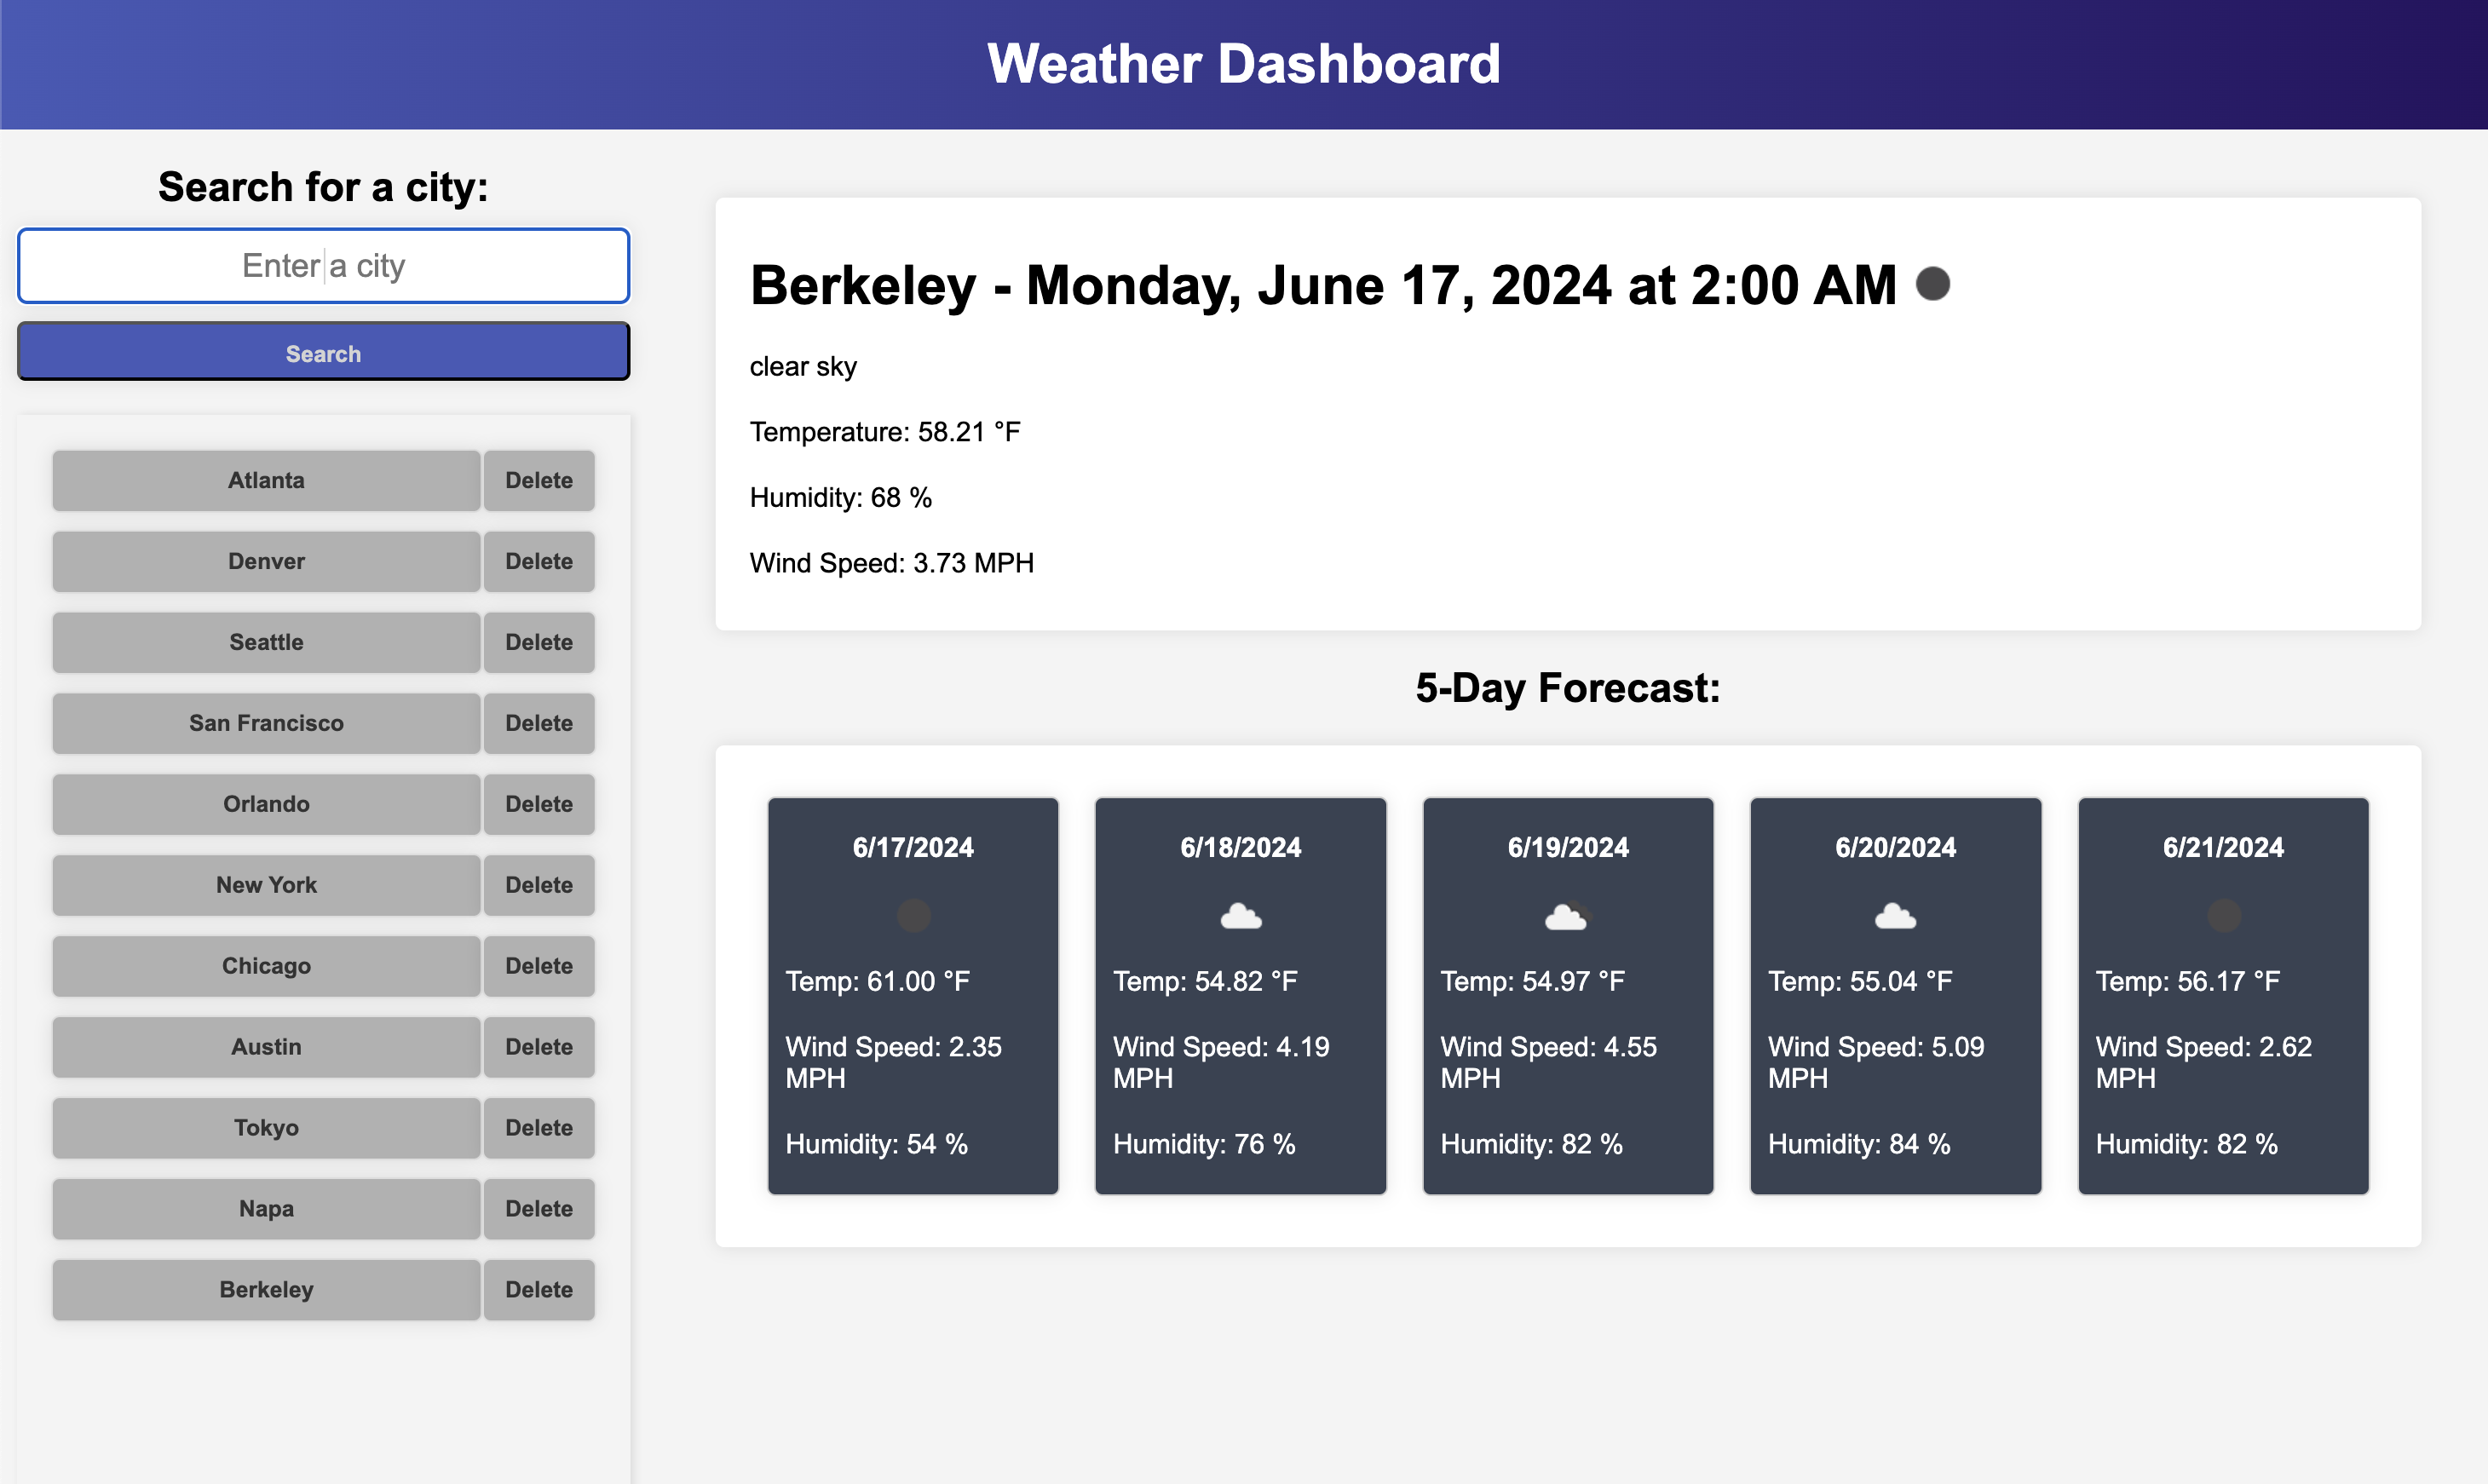 Weather Dashboard
Search for a city:
Enter a city
Search
Atlanta Delete
Denver Delete
Seattle Delete
San Francisco Delete
Orlando Delete
New York Delete
Chicago Delete
Austin Delete
Tokyo Delete
Napa Delete
Berkeley Delete
Berkeley - Monday, June 17, 2024 at 2:00 AM
clear sky
Temperature: 58.21 °F
Humidity: 68 %
Wind Speed: 3.73 MPH
5-Day Forecast:
6/17/2024
Temp: 61.00 °F
Wind Speed: 2.35
MPH
Humidity: 54 %
6/18/2024
Temp: 54.82 °F
Wind Speed: 4.19
MPH
Humidity: 76 %
6/19/2024
Temp: 54.97 °F
Wind Speed: 4.55
MPH
Humidity: 82 %
6/20/2024
Temp: 55.04 °F
Wind Speed: 5.09
MPH
Humidity: 84 %
6/21/2024
Temp: 56.17 °F
Wind Speed: 2.62
MPH
Humidity: 82 %